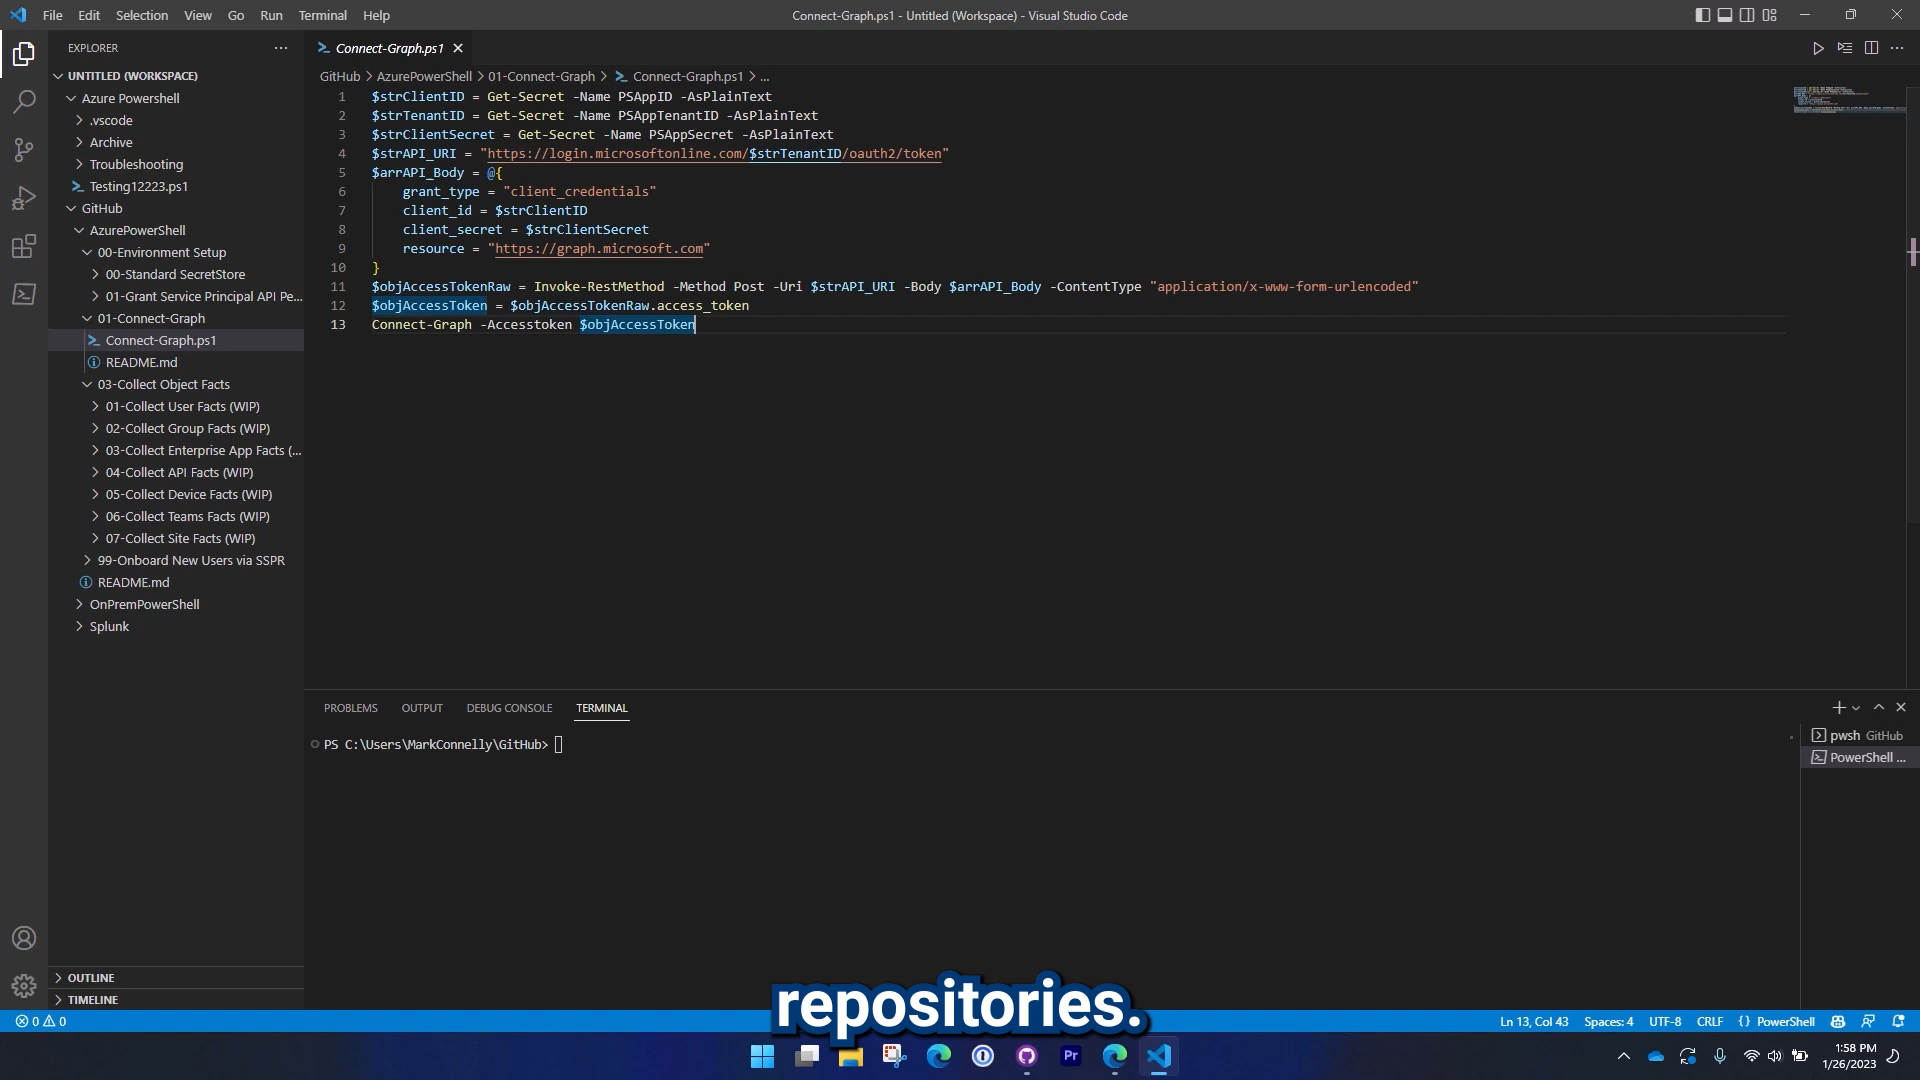 File Edit Selection View Go Run Terminal Help
Connect-Graph.ps1 - Untitled (Workspace) - Visual Studio Code
EXPLORER
UNTITLED (WORKSPACE)
Azure Powershell
.vscode
Archive
Troubleshooting
Testing12223.ps1
GitHub
AzurePowerShell
00-Environment Setup
00-Standard SecretStore
01-Grant Service Principal API Pe...
01-Connect-Graph
Connect-Graph.ps1
README.md
03-Collect Object Facts
01-Collect User Facts (WIP)
02-Collect Group Facts (WIP)
03-Collect Enterprise App Facts (...
04-Collect API Facts (WIP)
05-Collect Device Facts (WIP)
06-Collect Teams Facts (WIP)
07-Collect Site Facts (WIP)
99-Onboard New Users via SSPR
README.md
OnPremPowerShell
Splunk
OUTLINE
TIMELINE
Connect-Graph.ps1
GitHub > AzurePowerShell > 01-Connect-Graph > Connect-Graph.ps1 > ...
1 $strClientID = Get-Secret -Name PSAppID -AsPlainText
2 $strTenantID = Get-Secret -Name PSAppTenantID -AsPlainText
3 $strClientSecret = Get-Secret -Name PSAppSecret -AsPlainText
4 $strAPI_URI = "https://login.microsoftonline.com/$strTenantID/oauth2/token"
5 $arrAPI_Body = @{
6 grant_type = "client_credentials"
7 client_id = $strClientID
8 client_secret = $strClientSecret
9 resource = "https://graph.microsoft.com"
10 }
11 $objAccessTokenRaw = Invoke-RestMethod -Method Post -Uri $strAPI_URI -Body $arrAPI_Body -ContentType "application/x-www-form-urlencoded"
12 $objAccessToken = $objAccessTokenRaw.access_token
13 Connect-Graph -Accesstoken $objAccessToken
PROBLEMS OUTPUT DEBUG CONSOLE TERMINAL
PS C:\Users\MarkConnelly\GitHub>
pwsh GitHub
PowerShell ...
repositories.
0 0
Ln 13, Col 43 Spaces: 4 UTF-8 CRLF {} PowerShell
Pr
1:58 PM
1/26/2023